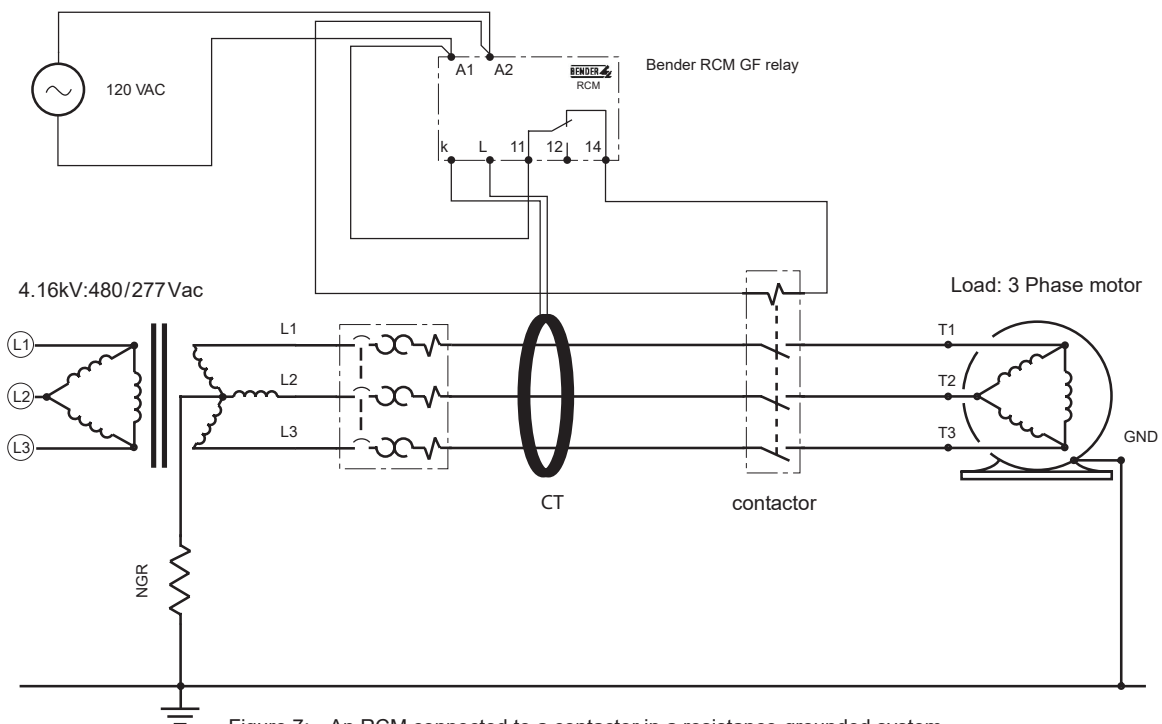 120 VAC
A1 A2
BENDER
RCM
Bender RCM GF relay
k L 11 12 14
4.16kV:480/277Vac
Load: 3 Phase motor
L1 L1 T1
L2 L2 T2
L3 L3 T3
GND
CT
contactor
NGR
Figure 7: An RCM connected to a contactor in a resistance-grounded system